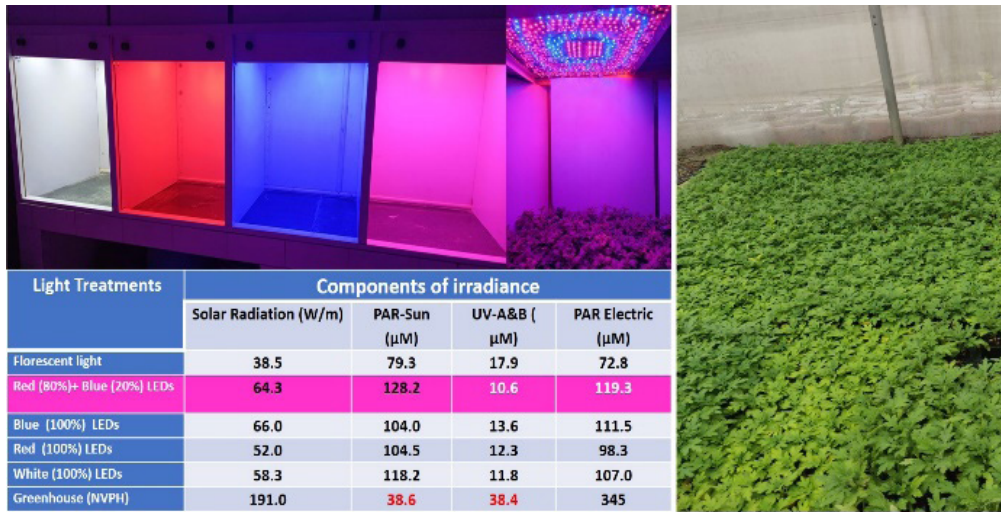 Light Treatments Components of irradiance
Solar Radiation (W/m) PAR-Sun (µM) UV-A&B ( µM) PAR Electric (µM)
Florescent light 38.5 79.3 17.9 72.8
Red (80%)+ Blue (20%) LEDs 64.3 128.2 10.6 119.3
Blue (100%) LEDs 66.0 104.0 13.6 111.5
Red (100%) LEDs 52.0 104.5 12.3 98.3
White (100%) LEDs 58.3 118.2 11.8 107.0
Greenhouse (NVPH) 191.0 38.6 38.4 345